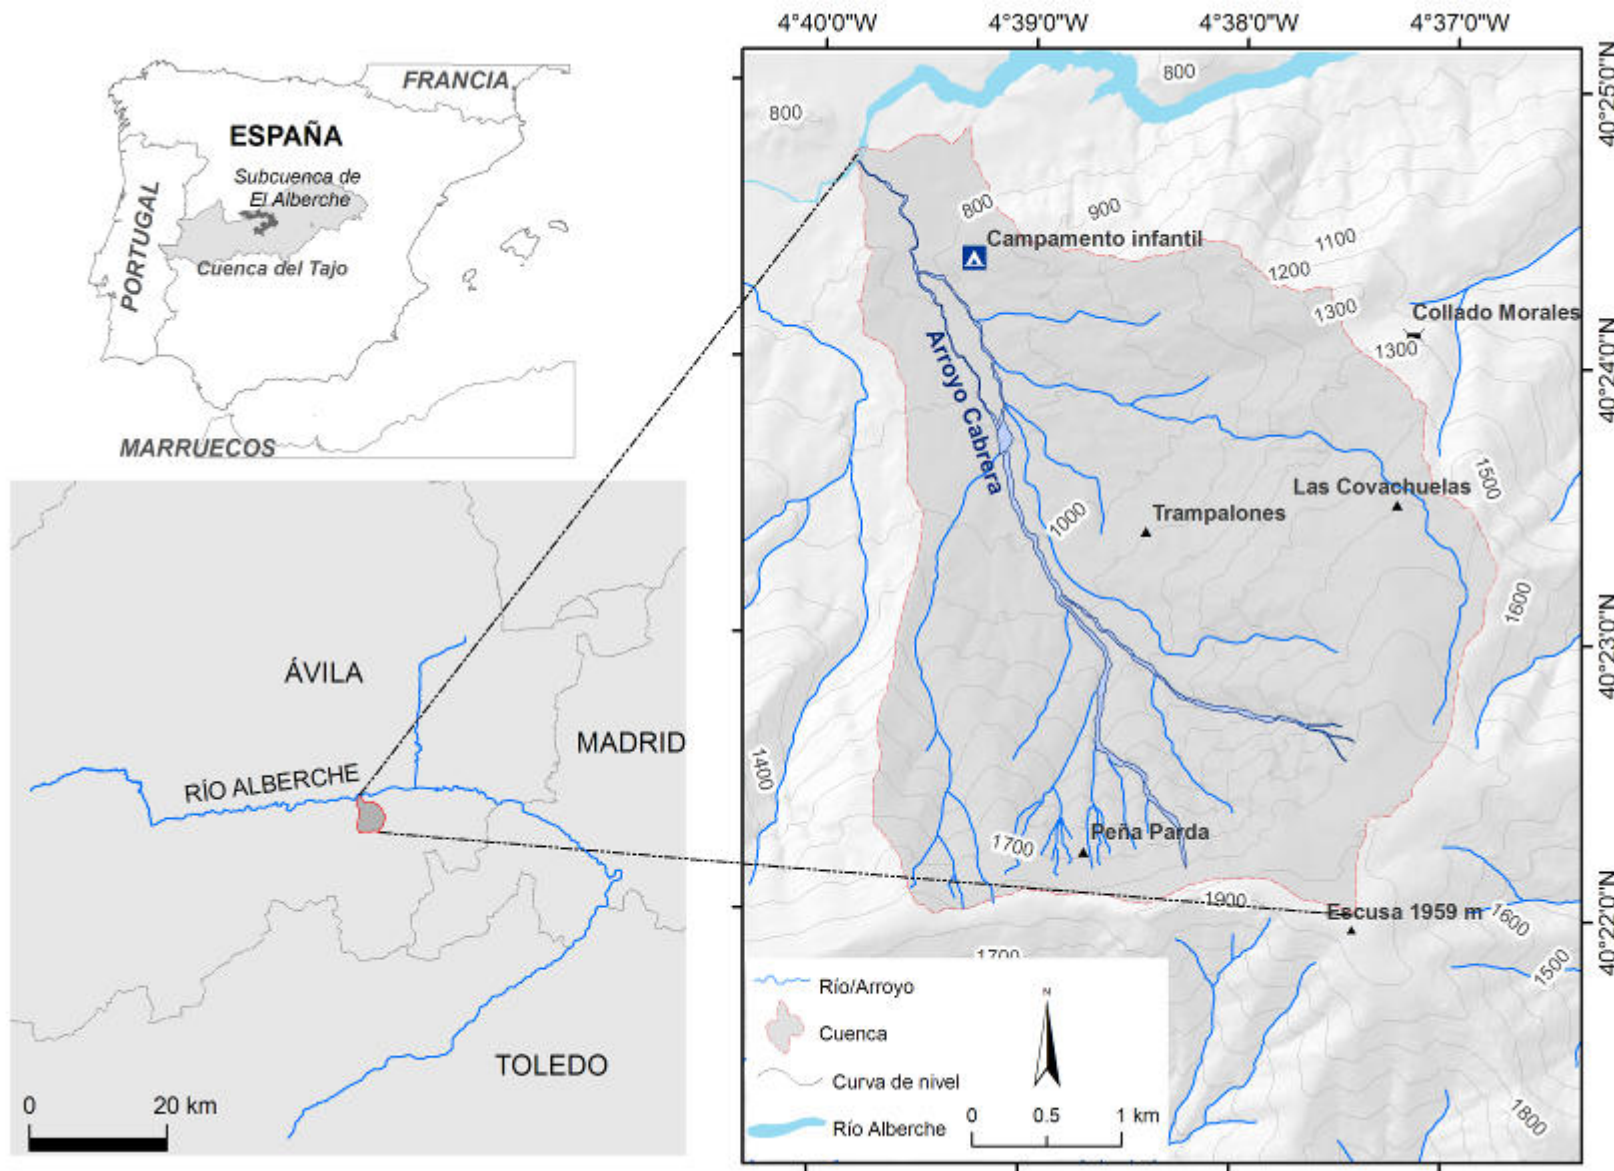 FRANCIA
ESPAÑA
Subcuenca de
El Alberche
PORTUGAL
Cuenca del Tajo
MARRUECOS
ÁVILA
MADRID
RÍO ALBERCHE
TOLEDO
0 20 km
4°40'0"W 4°39'0"W 4°38'0"W 4°37'0"W
40°25'0"N
40°24'0"N
40°23'0"N
40°22'0"N
800
800
800
900
Campamento infantil
1100
1200
1300
Collado Morales
1300
Arroyo Cabrera
1500
Las Covachuelas
Trampalones
1000
1600
1400
Peña Parda
1700
1900
Escusa 1959 m
1600
1500
1700
1800
Río/Arroyo
Cuenca
Curva de nivel
Río Alberche
N
0 0.5 1 km